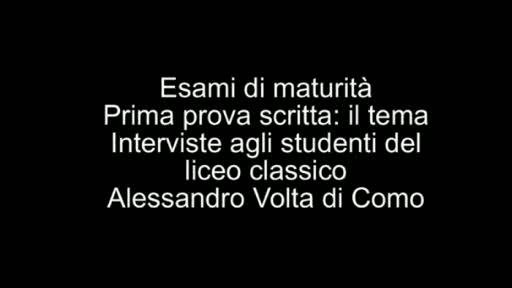 Esami di maturità
Prima prova scritta: il tema
Interviste agli studenti del
liceo classico
Alessandro Volta di Como